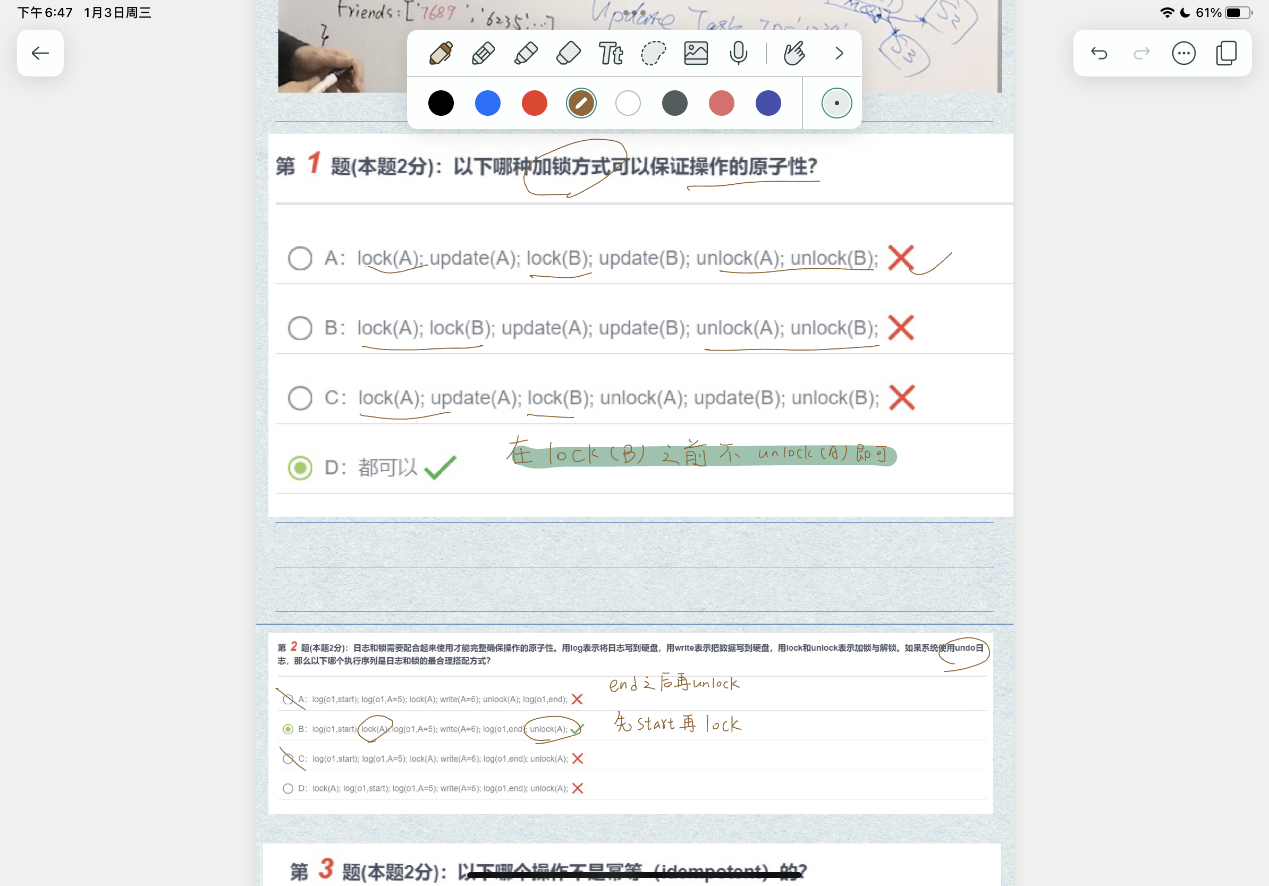 下午6:47 1月3日周三
61%
Friends:['7689','6235'...]
}
Update Task
S2
S3
Tt
第 1 题(本题2分)：以下哪种加锁方式可以保证操作的原子性?
A：lock(A); update(A); lock(B); update(B); unlock(A); unlock(B);
B：lock(A); lock(B); update(A); update(B); unlock(A); unlock(B);
C：lock(A); update(A); lock(B); unlock(A); update(B); unlock(B);
在 lock(B)之前不 unlock(A)即可
D：都可以
第 2 题(本题2分)：日志和锁需要配合起来使用才能完整确保操作的原子性。用log表示将日志写到硬盘，用write表示把数据写到硬盘，用lock和unlock表示加锁与解锁。如果系统使用undo日
志，那么以下哪个执行序列是日志和锁的最合理搭配方式?
end之后再unlock
A：log(o1,start); log(o1,A=5); lock(A); write(A=6); unlock(A); log(o1,end);
B：log(o1,start); lock(A); log(o1,A=5); write(A=6); log(o1,end); unlock(A);
先start再lock
C：log(o1,start); log(o1,A=5); lock(A); write(A=6); log(o1,end); unlock(A);
D：lock(A); log(o1,start); log(o1,A=5); write(A=6); log(o1,end); unlock(A);
第 3 题(本题2分)：以下哪个操作不是幂等（idempotent）的?